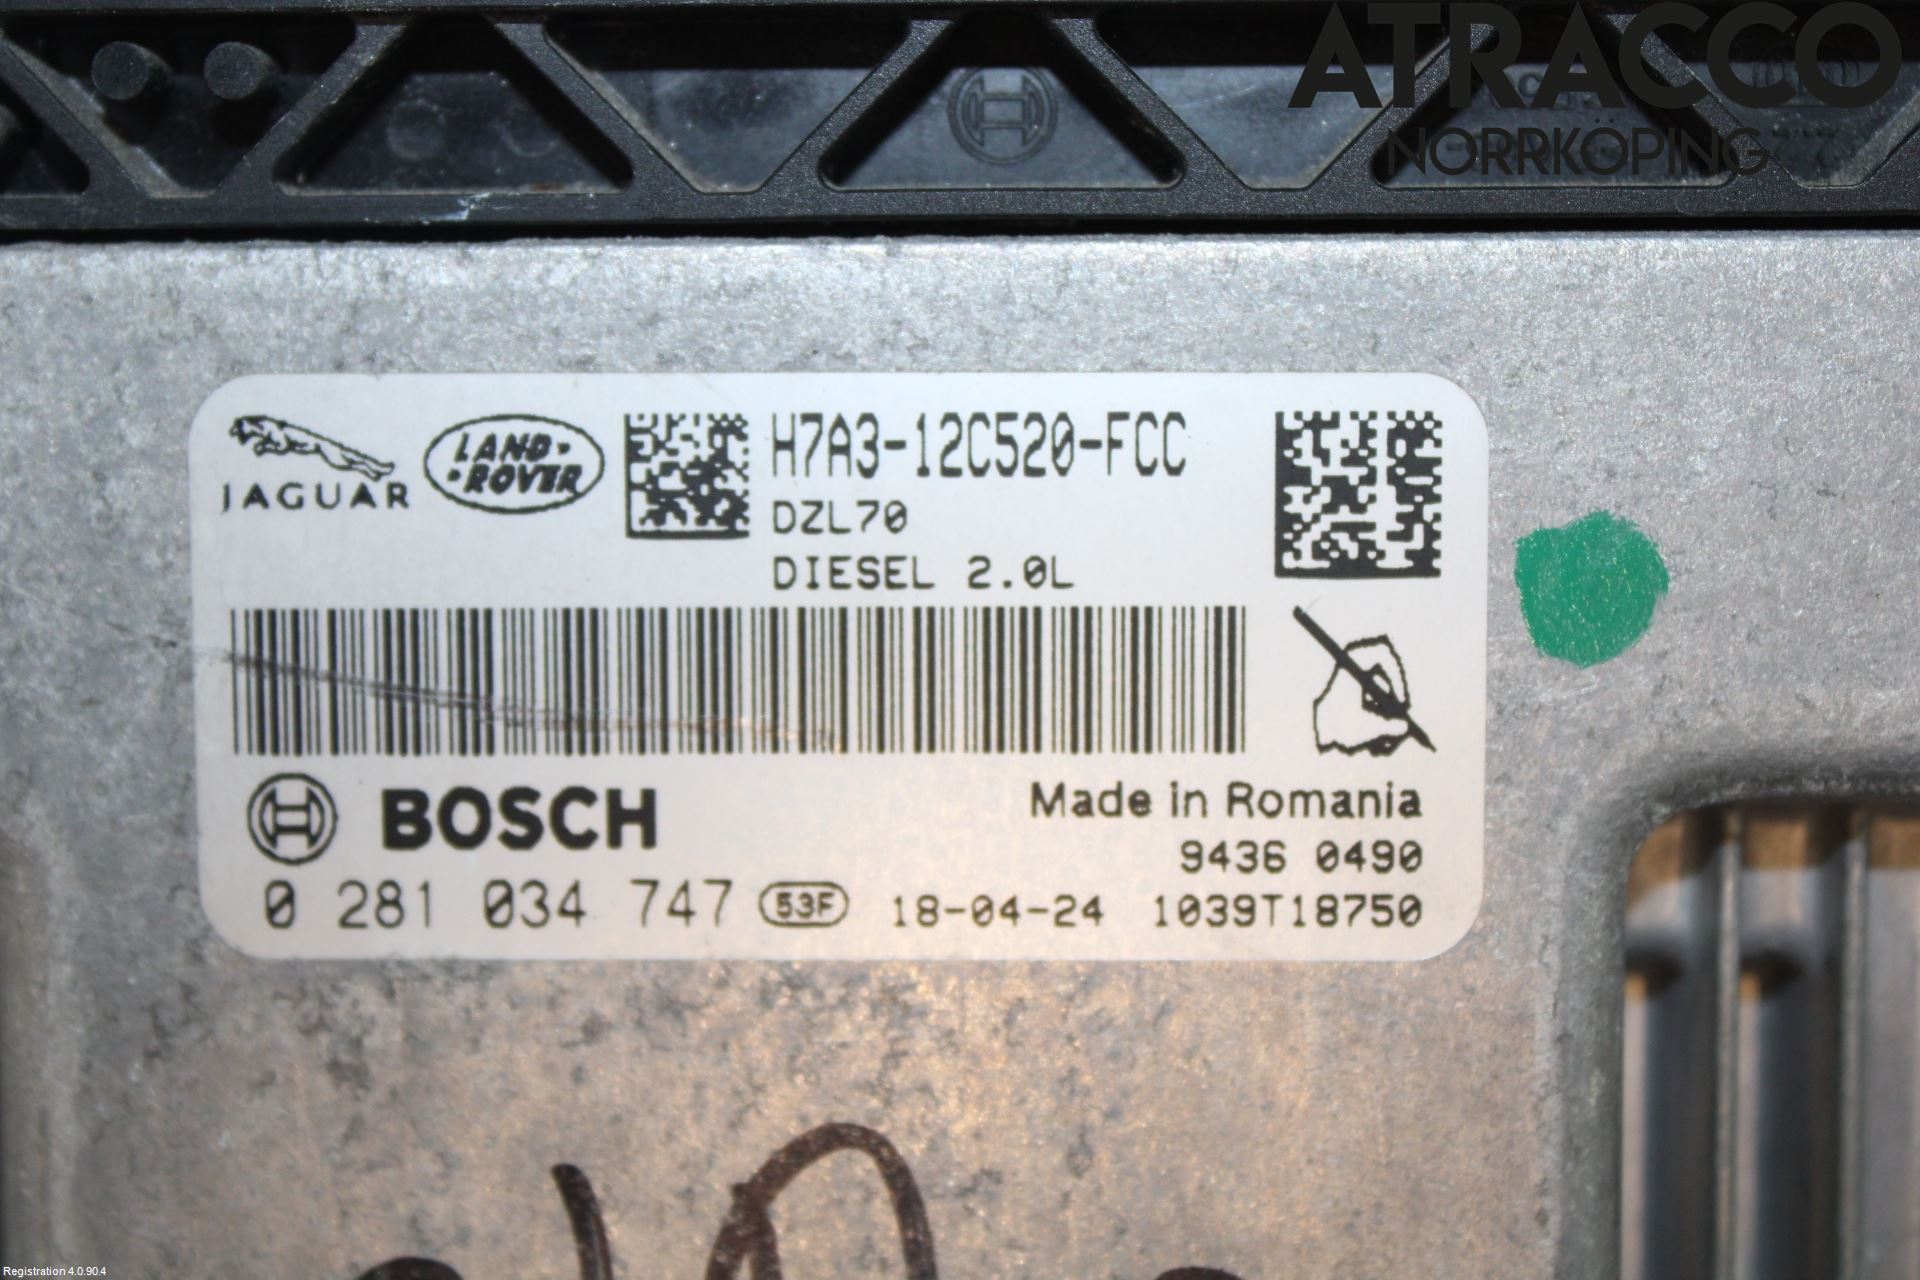 ATRACCO
NORRKÖPING
JAGUAR
LAND ROVER
H7A3-12C520-FCC
DZL70
DIESEL 2.0L
BOSCH
Made in Romania
9436 0490
0 281 034 747 53F 18-04-24 1039T18750
Registration 4.0.90.4